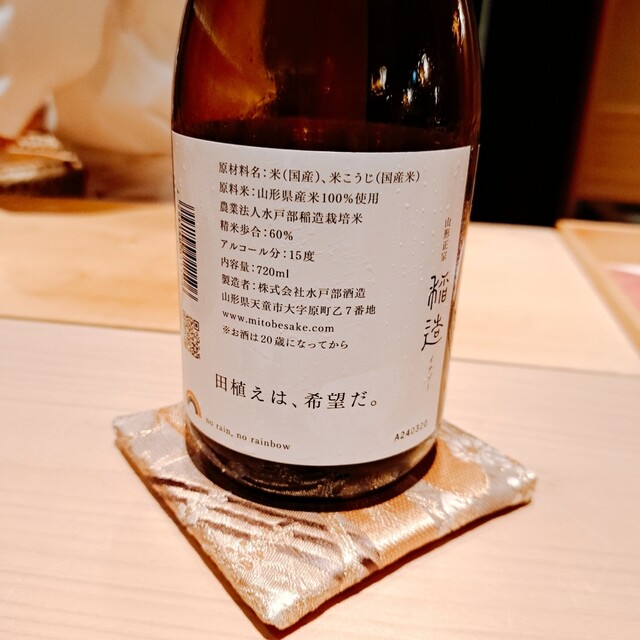 原材料名：米（国産）、米こうじ（国産米）
原料米：山形県産米100％使用
農業法人水戸部稲造栽培米
精米歩合：60%
アルコール分：15度
内容量：720ml
製造者：株式会社水戸部酒造
山形県天童市大字原町乙7番地
www.mitobesake.com
※お酒は20歳になってから
田植えは、希望だ。
no rain, no rainbow
山形正宗
稲造
A240320